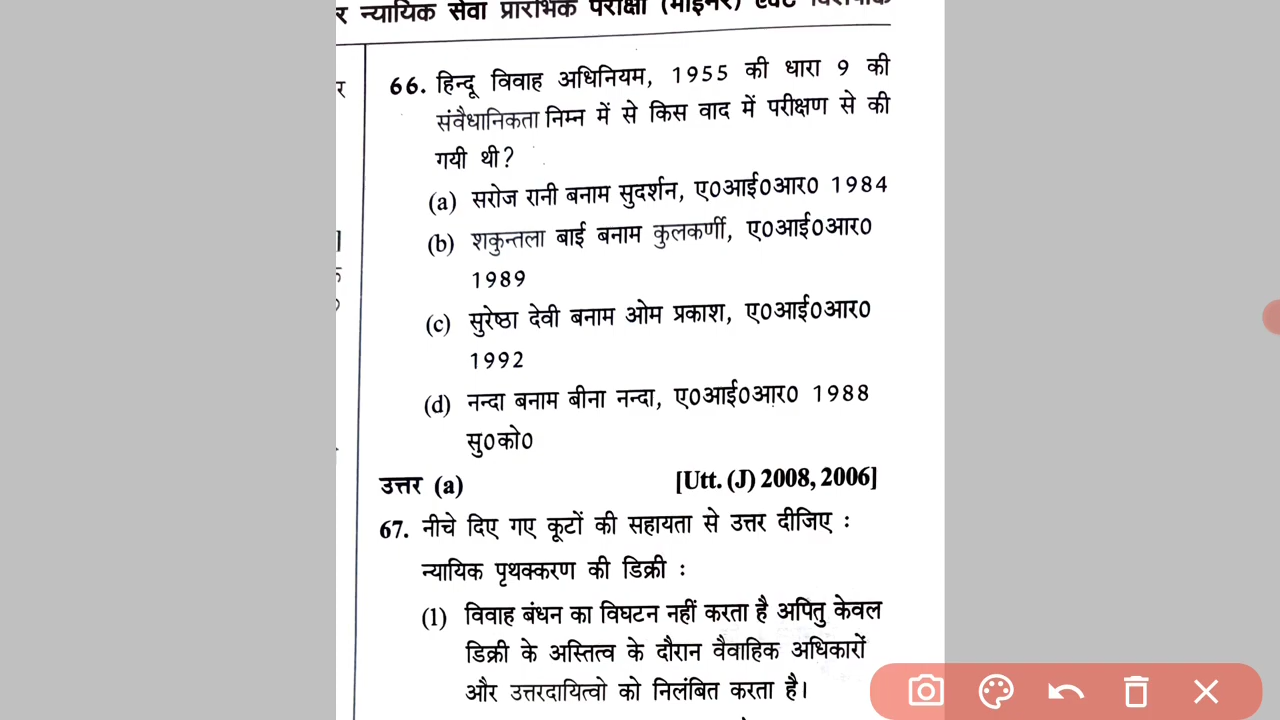 र न्यायिक सेवा प्रारंभिक परीक्षा (माइनर)
र
66. हिन्दू विवाह अधिनियम, 1955 की धारा 9 की
संवैधानिकता निम्न में से किस वाद में परीक्षण से की
गयी थी?
(a) सरोज रानी बनाम सुदर्शन, ए0आई0आर0 1984
(b) शकुन्तला बाई बनाम कुलकर्णी, ए0आई0आर0
1989
(c) सुरेष्ठा देवी बनाम ओम प्रकाश, ए0आई0आर0
1992
(d) नन्दा बनाम बीना नन्दा, ए0आई0आर0 1988
सु0को0
उत्तर (a) [Utt. (J) 2008, 2006]
67. नीचे दिए गए कूटों की सहायता से उत्तर दीजिए :
न्यायिक पृथक्करण की डिक्री :
(1) विवाह बंधन का विघटन नहीं करता है अपितु केवल
डिक्री के अस्तित्व के दौरान वैवाहिक अधिकारों
और उत्तरदायित्वो को निलंबित करता है।